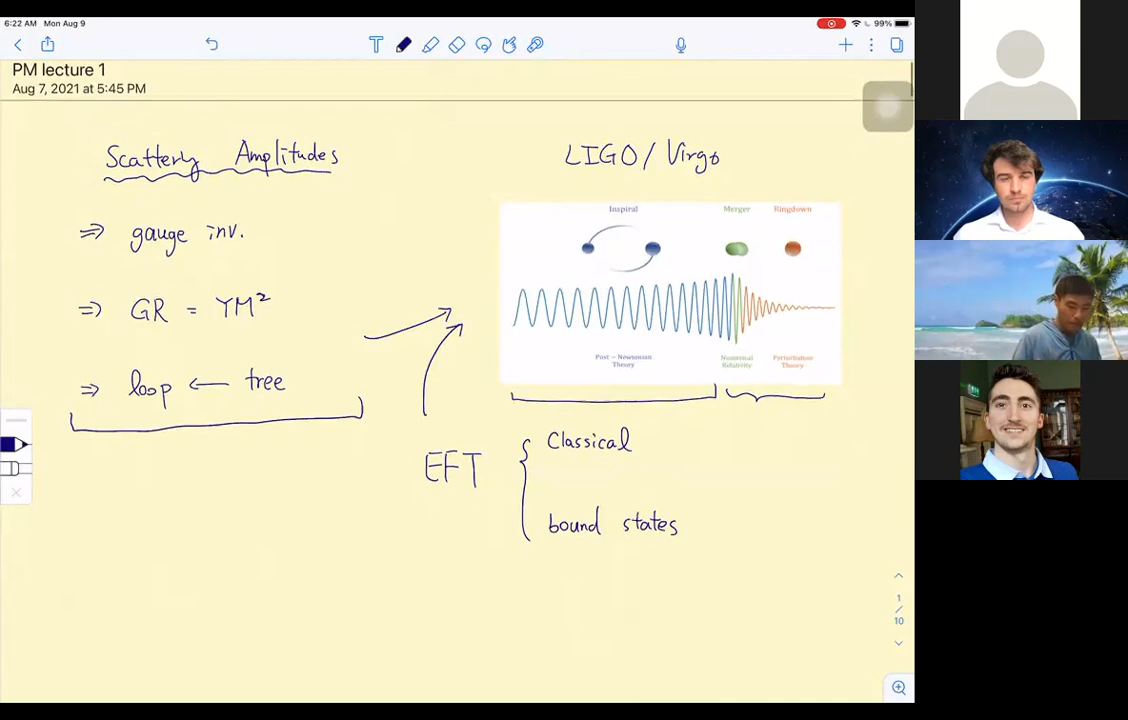 6:22 AM Mon Aug 9
99%
PM lecture 1
Aug 7, 2021 at 5:45 PM
Scattering Amplitudes
⇒ gauge inv.
⇒ GR = YM²
⇒ loop ← tree
LIGO/Virgo
Inspiral Merger Ringdown
Post-Newtonian Theory
Numerical Relativity
Perturbation Theory
EFT { Classical
bound states
1
/
10